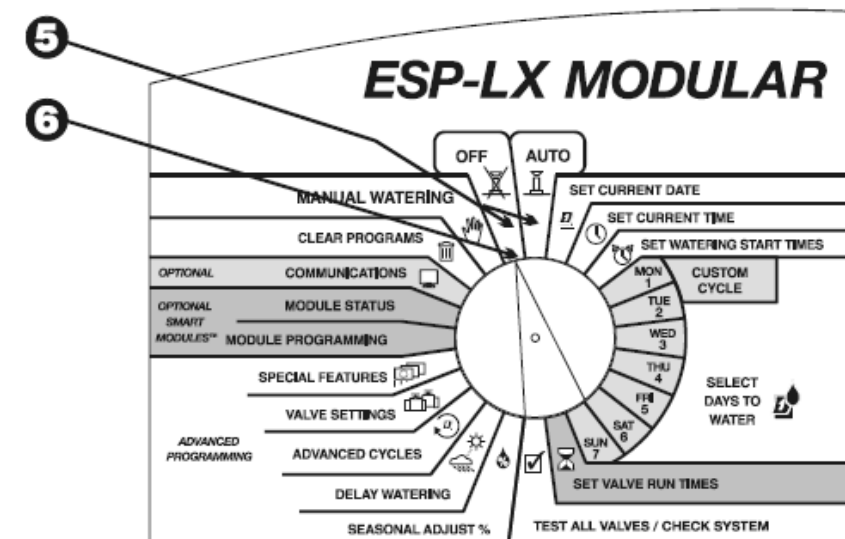 5
6
ESP-LX MODULAR
OFF
AUTO
MANUAL WATERING
CLEAR PROGRAMS
OPTIONAL
COMMUNICATIONS
OPTIONAL
SMART
MODULES™
MODULE STATUS
MODULE PROGRAMMING
SPECIAL FEATURES
VALVE SETTINGS
ADVANCED
PROGRAMMING
ADVANCED CYCLES
DELAY WATERING
SEASONAL ADJUST %
SET CURRENT DATE
SET CURRENT TIME
SET WATERING START TIMES
MON
1
TUE
2
WED
3
THU
4
FRI
5
SAT
6
SUN
7
CUSTOM
CYCLE
SELECT
DAYS TO
WATER
SET VALVE RUN TIMES
TEST ALL VALVES / CHECK SYSTEM